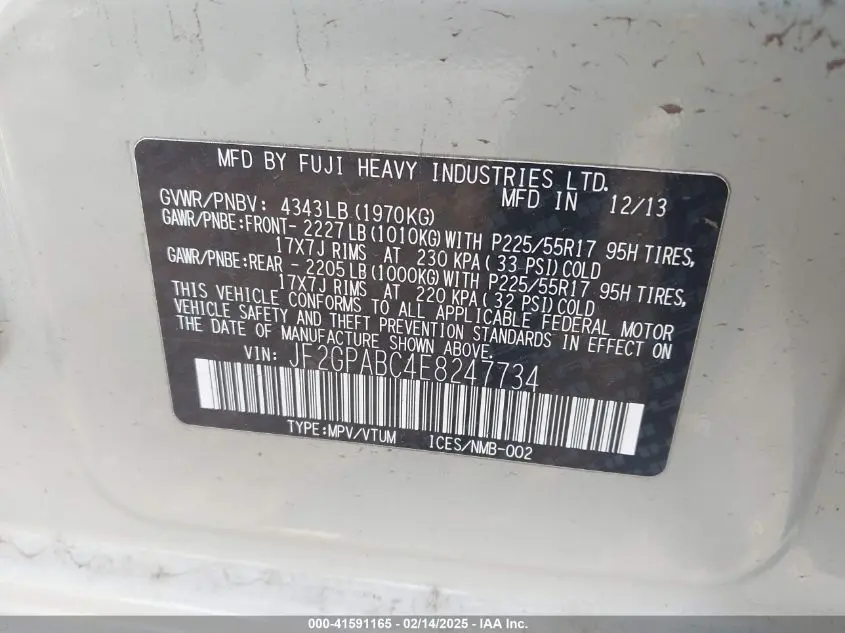 MFD BY FUJI HEAVY INDUSTRIES LTD.
MFD IN 12/13
GVWR/PNBV: 4343LB(1970KG)
GAWR/PNBE:FRONT- 2227LB(1010KG)WITH P225/55R17 95H TIRES,
17X7J RIMS AT 230 KPA(33 PSI)COLD
GAWR/PNBE:REAR - 2205LB(1000KG)WITH P225/55R17 95H TIRES,
17X7J RIMS AT 220 KPA(32 PSI)COLD
THIS VEHICLE CONFORMS TO ALL APPLICABLE FEDERAL MOTOR
VEHICLE SAFETY AND THEFT PREVENTION STANDARDS IN EFFECT ON
THE DATE OF MANUFACTURE SHOWN ABOVE.
VIN: JF2GPABC4E8247734
TYPE:MPV/VTUM ICES/NMB-002
000-41591165 - 02/14/2025 - IAAI.COM